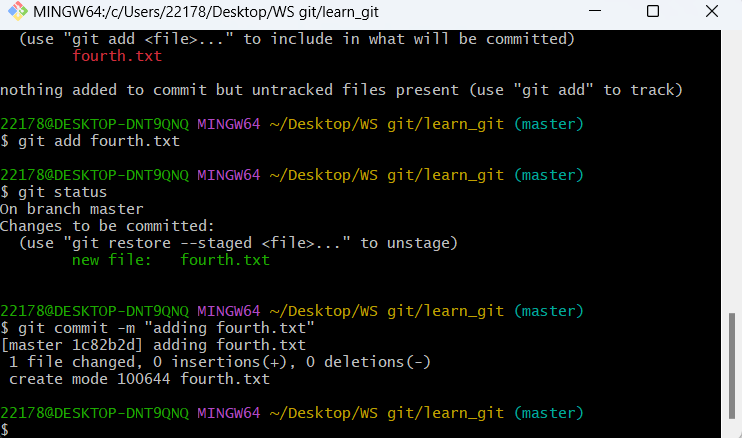 MINGW64:/c/Users/22178/Desktop/WS git/learn_git
(use "git add <file>..." to include in what will be committed)
fourth.txt
nothing added to commit but untracked files present (use "git add" to track)
22178@DESKTOP-DNT9QNQ MINGW64 ~/Desktop/WS git/learn_git (master)
$ git add fourth.txt
22178@DESKTOP-DNT9QNQ MINGW64 ~/Desktop/WS git/learn_git (master)
$ git status
On branch master
Changes to be committed:
(use "git restore --staged <file>..." to unstage)
new file:   fourth.txt
22178@DESKTOP-DNT9QNQ MINGW64 ~/Desktop/WS git/learn_git (master)
$ git commit -m "adding fourth.txt"
[master 1c82b2d] adding fourth.txt
1 file changed, 0 insertions(+), 0 deletions(-)
create mode 100644 fourth.txt
22178@DESKTOP-DNT9QNQ MINGW64 ~/Desktop/WS git/learn_git (master)
$